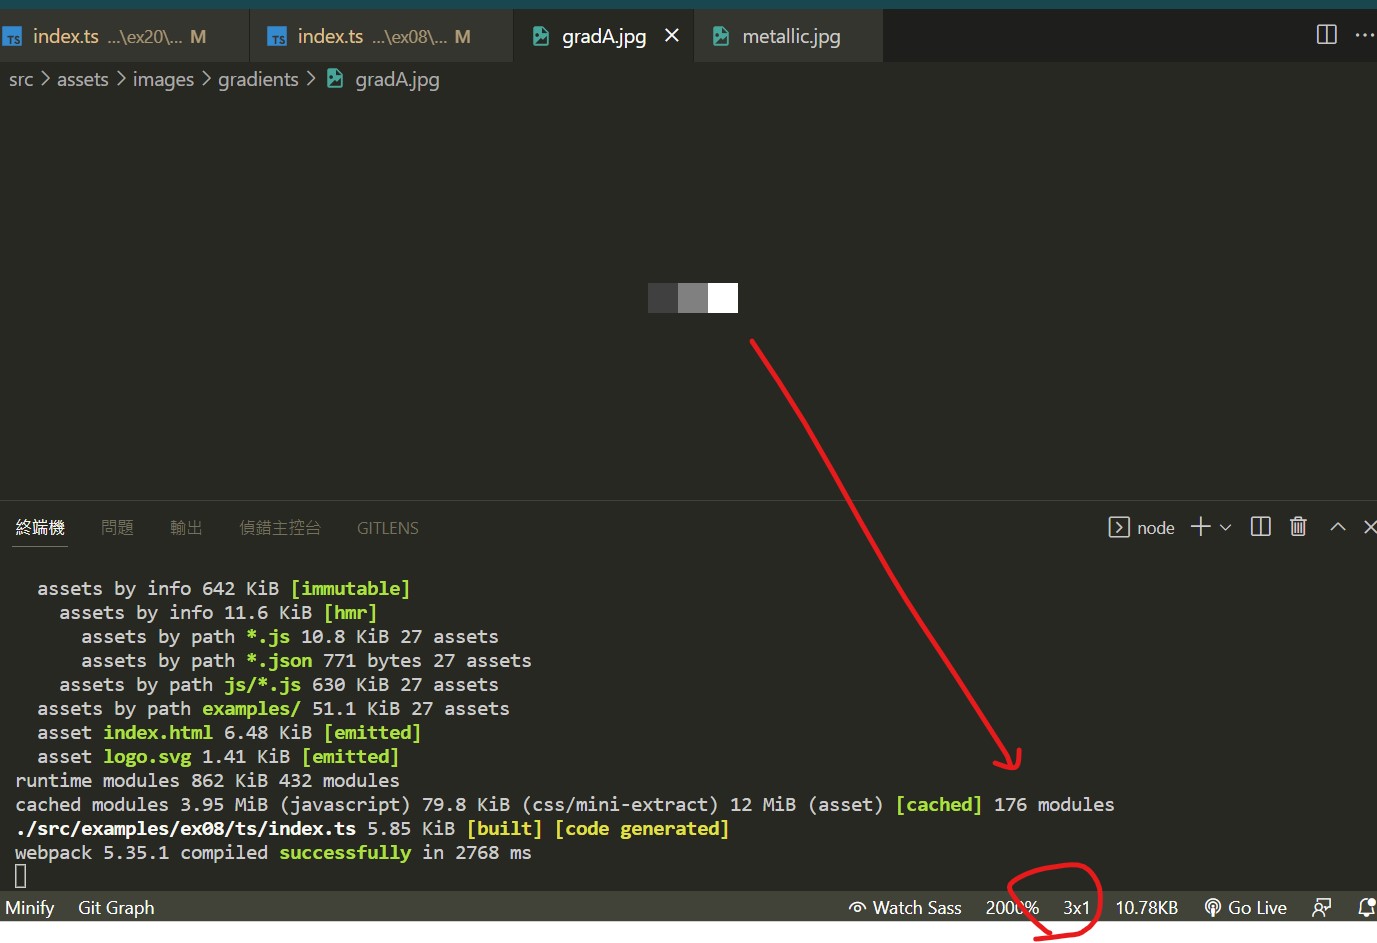 TS index.ts ...\ex20\... M TS index.ts ...\ex08\... M gradA.jpg metallic.jpg
src > assets > images > gradients > gradA.jpg
終端機 問題 輸出 偵錯主控台 GITLENS node
assets by info 642 KiB [immutable]
assets by info 11.6 KiB [hmr]
assets by path *.js 10.8 KiB 27 assets
assets by path *.json 771 bytes 27 assets
assets by path js/*.js 630 KiB 27 assets
assets by path examples/ 51.1 KiB 27 assets
asset index.html 6.48 KiB [emitted]
asset logo.svg 1.41 KiB [emitted]
runtime modules 862 KiB 432 modules
cached modules 3.95 MiB (javascript) 79.8 KiB (css/mini-extract) 12 MiB (asset) [cached] 176 modules
./src/examples/ex08/ts/index.ts 5.85 KiB [built] [code generated]
webpack 5.35.1 compiled successfully in 2768 ms
Minify Git Graph Watch Sass 2000% 3x1 10.78KB Go Live